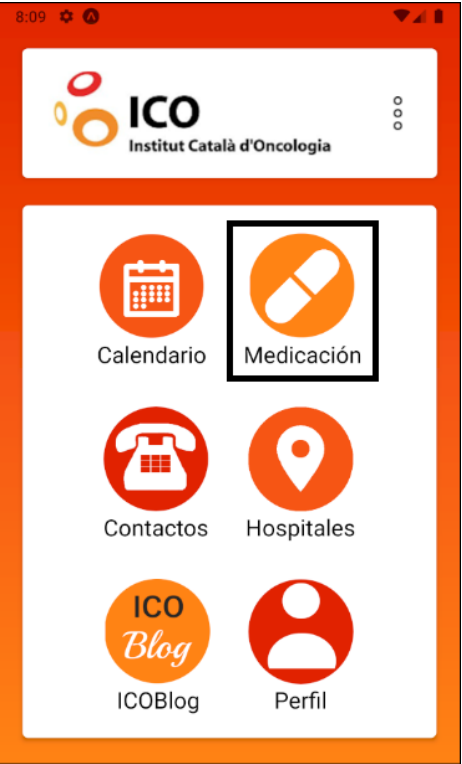 8:09
ICO
Institut Català d'Oncologia
Calendario
Medicación
Contactos
Hospitales
ICO
Blog
ICOBlog
Perfil